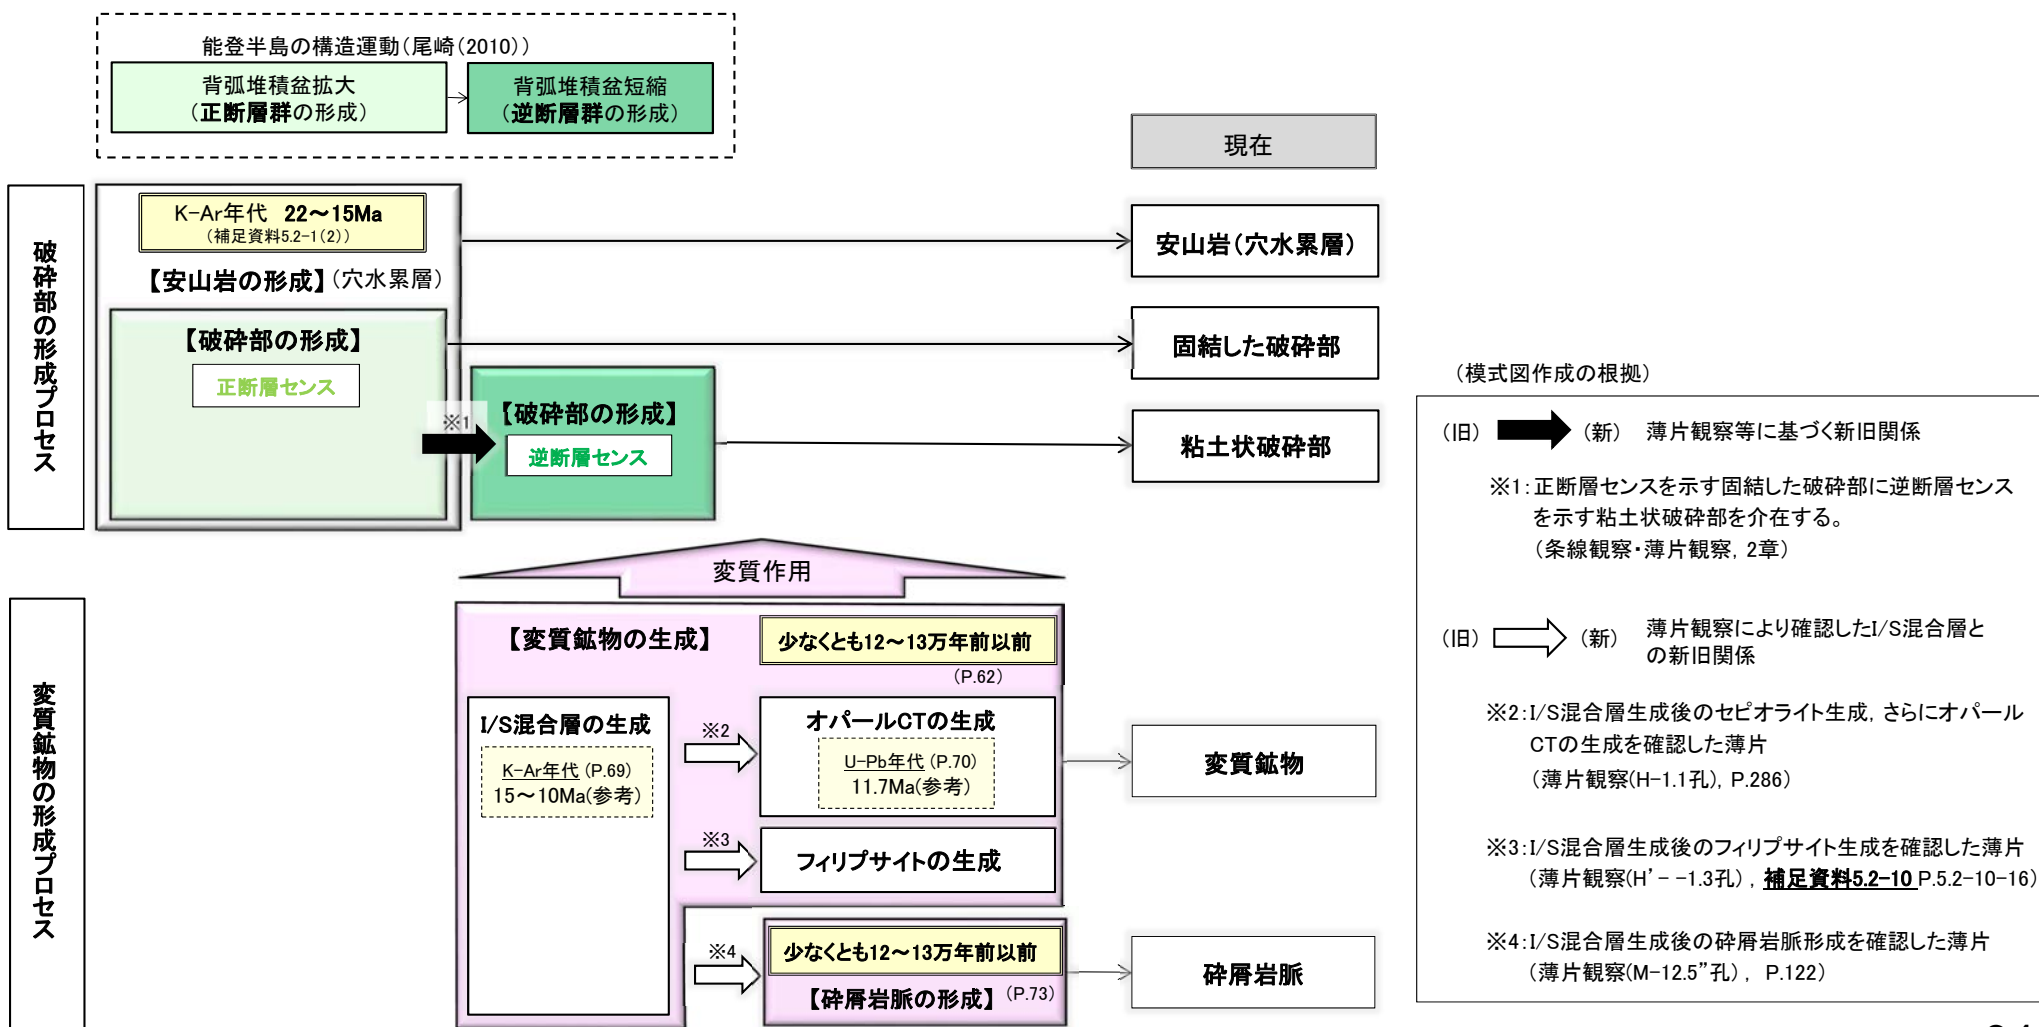 能登半島の構造運動（尾崎（2010））
背弧堆積盆拡大
（正断層群の形成）
背弧堆積盆短縮
（逆断層群の形成）
現在
破砕部の形成プロセス
K-Ar年代 22～15Ma
（補足資料5.2-1（2））
【安山岩の形成】（穴水累層）
安山岩（穴水累層）
【破砕部の形成】
正断層センス
固結した破砕部
※1
【破砕部の形成】
逆断層センス
粘土状破砕部
変質作用
変質鉱物の形成プロセス
【変質鉱物の生成】
少なくとも12～13万年前以前
（P.62）
I/S混合層の生成
K-Ar年代 (P.69)
15～10Ma(参考)
※2
オパールCTの生成
U-Pb年代 (P.70)
11.7Ma(参考)
変質鉱物
※3
フィリプサイトの生成
※4
少なくとも12～13万年前以前
【砕屑岩脈の形成】（P.73）
砕屑岩脈
（模式図作成の根拠）
（旧）（新） 薄片観察等に基づく新旧関係
※1：正断層センスを示す固結した破砕部に逆断層センス
を示す粘土状破砕部を介在する。
（条線観察・薄片観察，2章）
（旧）（新） 薄片観察により確認したI/S混合層と
の新旧関係
※2：I/S混合層生成後のセピオライト生成，さらにオパール
CTの生成を確認した薄片
（薄片観察(H-1.1孔)，P.286）
※3：I/S混合層生成後のフィリプサイト生成を確認した薄片
（薄片観察(H’- -1.3孔)，補足資料5.2-10 P.5.2-10-16）
※4：I/S混合層生成後の砕屑岩脈形成を確認した薄片
（薄片観察(M-12.5”孔)， P.122）